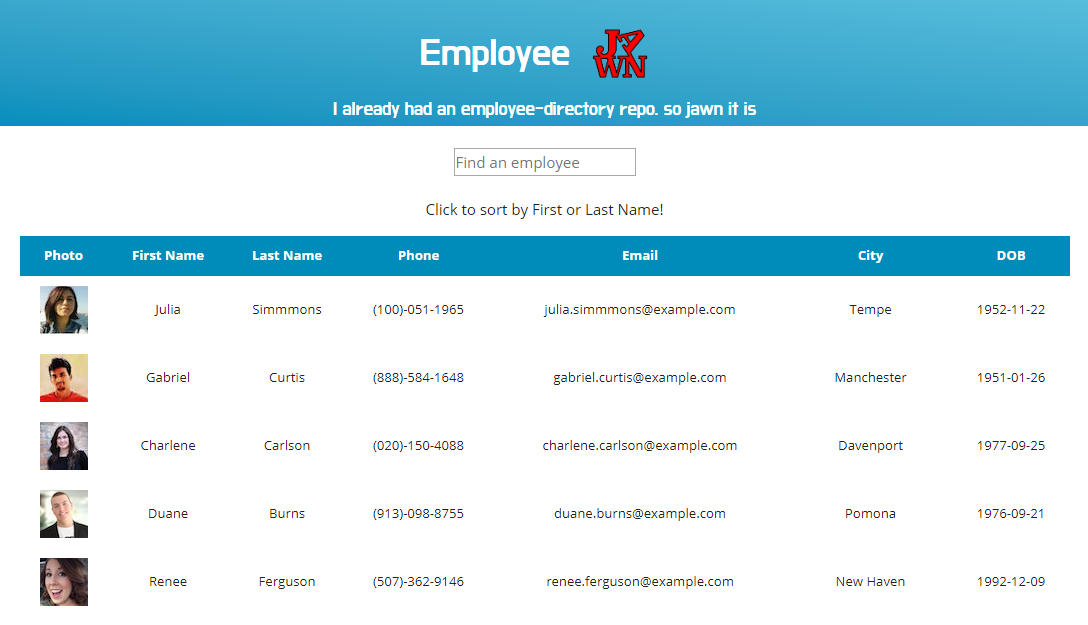 Employee JAWN
I already had an employee-directory repo. so jawn it is
Find an employee
Click to sort by First or Last Name!
Photo First Name Last Name Phone Email City DOB
Julia Simmmons (100)-051-1965 julia.simmmons@example.com Tempe 1952-11-22
Gabriel Curtis (888)-584-1648 gabriel.curtis@example.com Manchester 1951-01-26
Charlene Carlson (020)-150-4088 charlene.carlson@example.com Davenport 1977-09-25
Duane Burns (913)-098-8755 duane.burns@example.com Pomona 1976-09-21
Renee Ferguson (507)-362-9146 renee.ferguson@example.com New Haven 1992-12-09